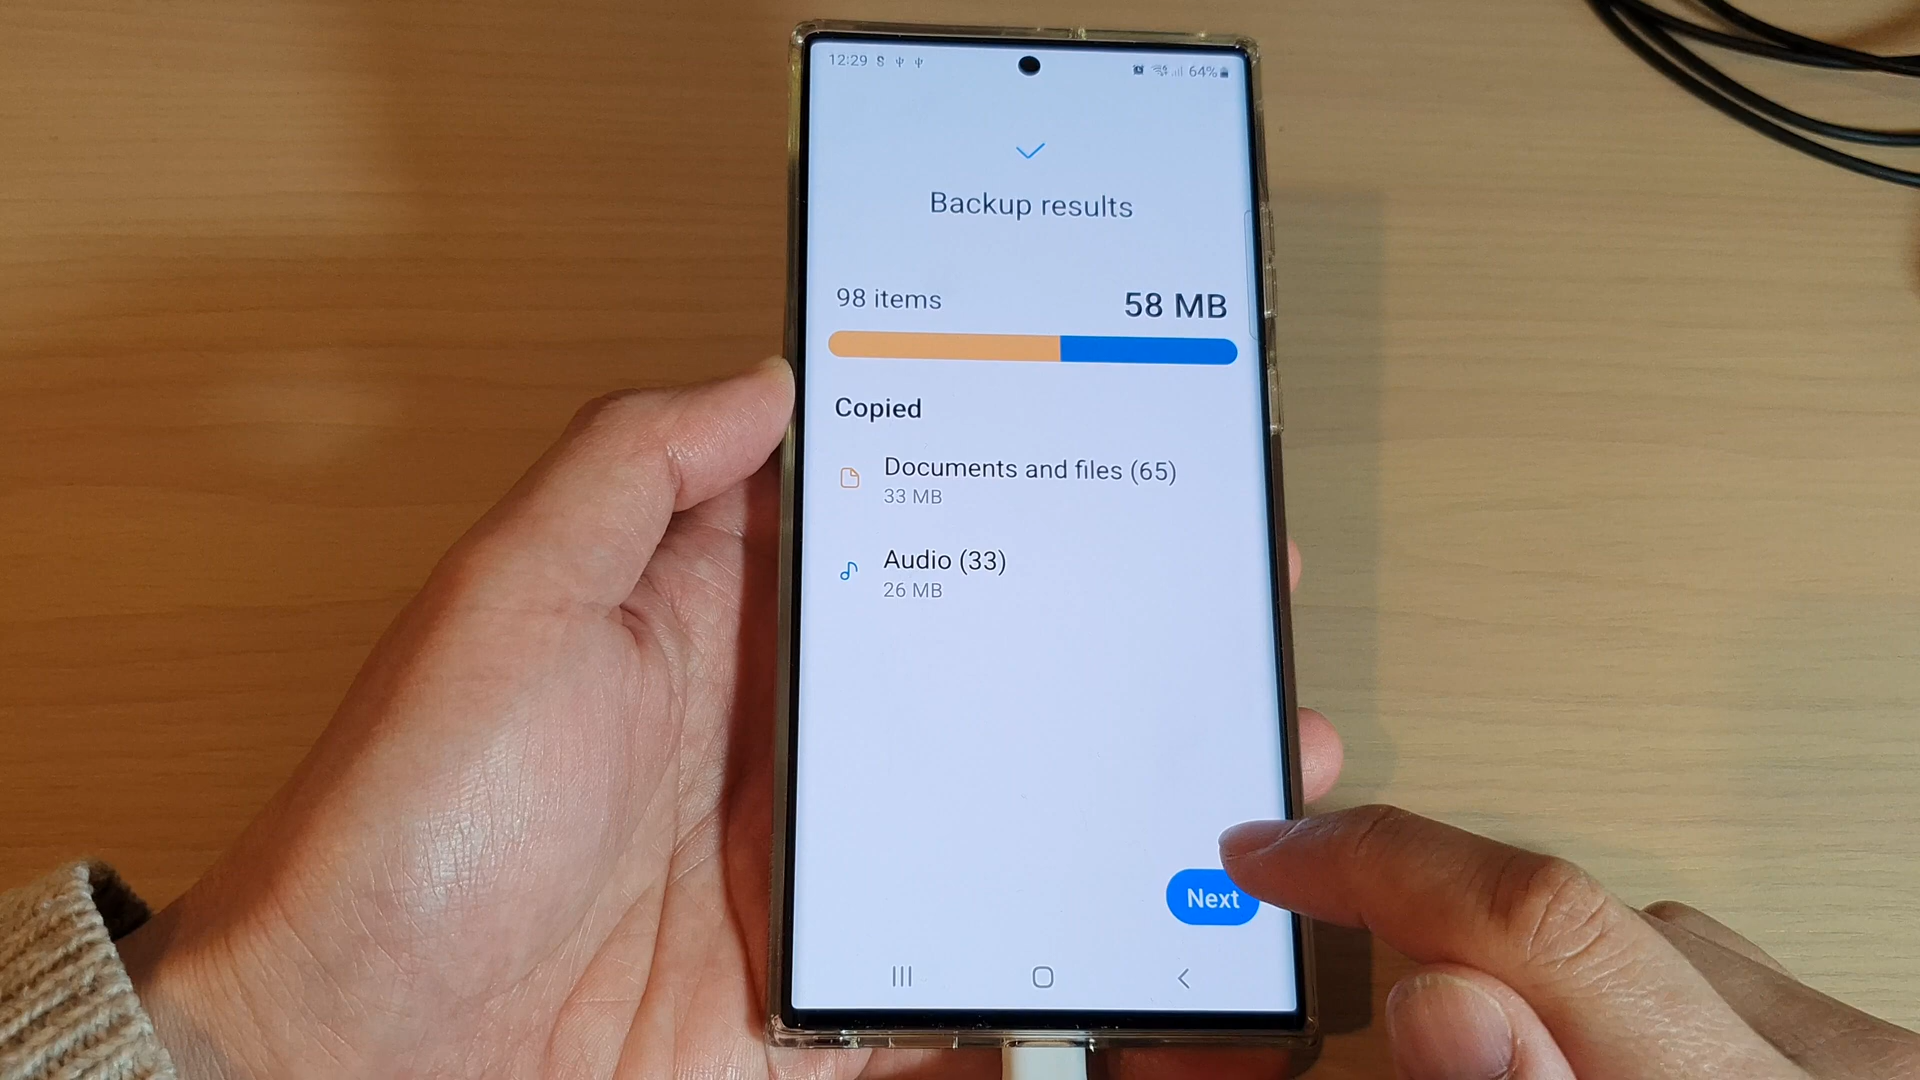 12:29
64%
Backup results
98 items
58 MB
Copied
Documents and files (65)
33 MB
Audio (33)
26 MB
Next